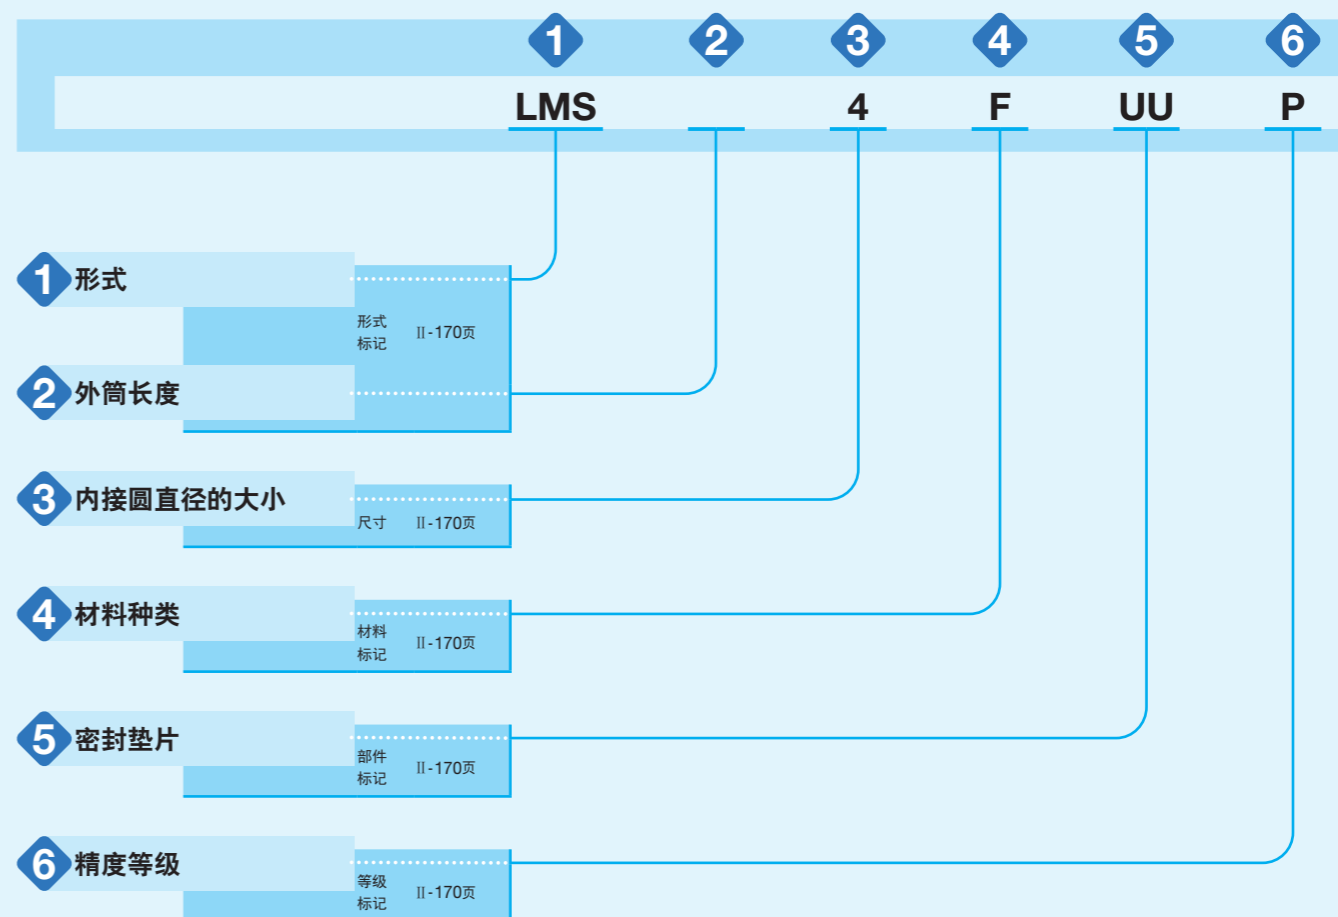 1 2 3 4 5 6
LMS 4 F UU P
1 形式
形式
标记 Ⅱ-170页
2 外筒长度
3 内接圆直径的大小
尺寸 Ⅱ-170页
4 材料种类
材料
标记 Ⅱ-170页
5 密封垫片
部件
标记 Ⅱ-170页
6 精度等级
等级
标记 Ⅱ-170页